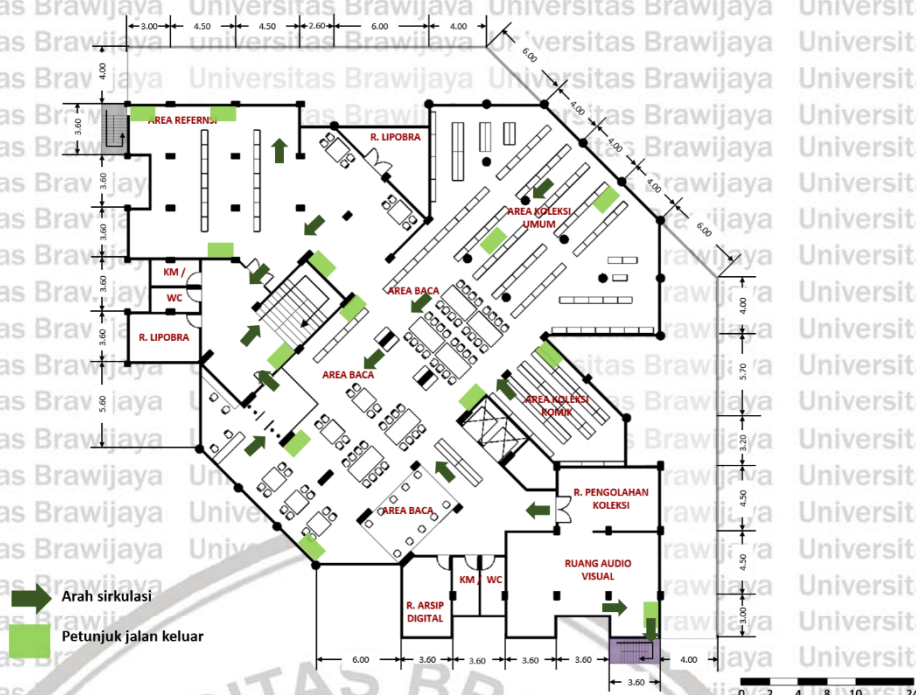 3.00 4.50 4.50 2.60 6.00 4.00
6.00
4.00
4.00
4.00
4.00
6.00
4.00
3.60
3.60
3.60
3.60
3.60
5.60
AREA REFERNSI
R. LIPOBRA
AREA KOLEKSI
UMUM
KM /
WC
R. LIPOBRA
AREA BACA
AREA BACA
AREA KOLEKSI
KOMIK
AREA BACA
R. PENGOLAHAN
KOLEKSI
RUANG AUDIO
VISUAL
KM / WC
R. ARSIP
DIGITAL
4.00
5.70
3.20
4.50
4.50
3.00
Arah sirkulasi
Petunjuk jalan keluar
6.00 3.60 3.60 3.60 3.60 4.00
3.60
0 2 4 8 10
Universitas Brawijaya
UNIVERSITAS BRA